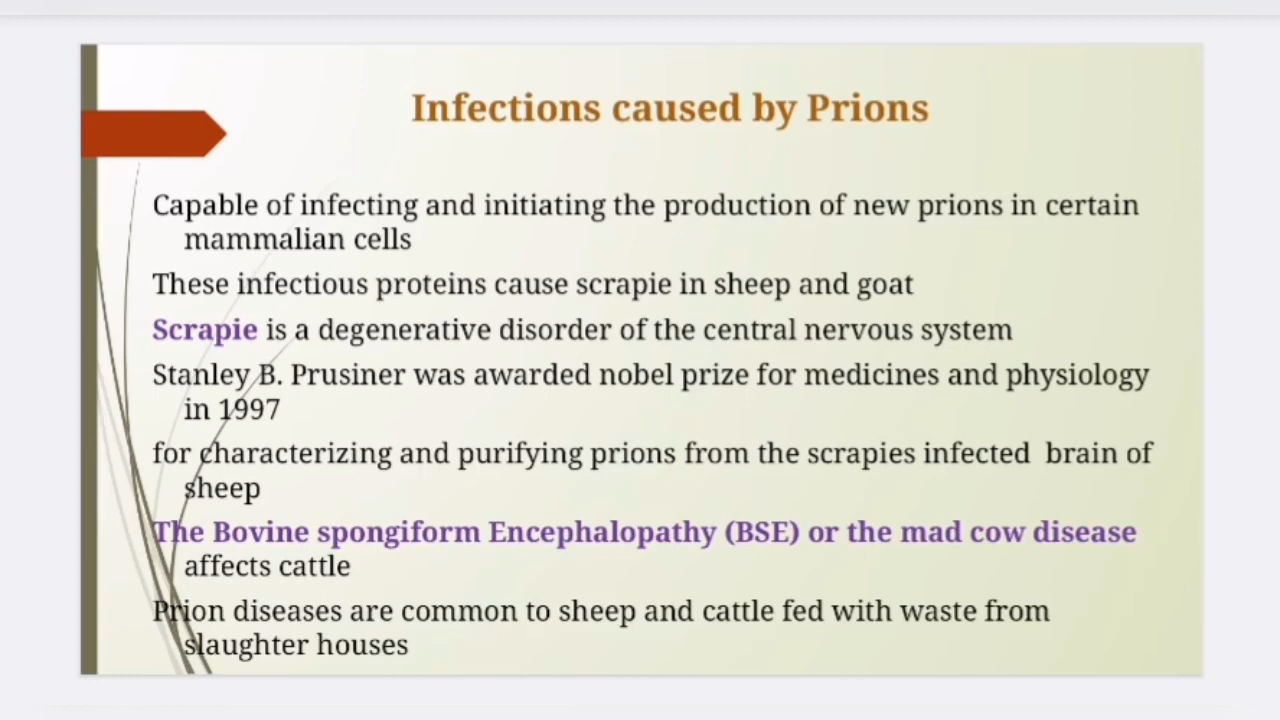 Infections caused by Prions
Capable of infecting and initiating the production of new prions in certain
mammalian cells
These infectious proteins cause scrapie in sheep and goat
Scrapie is a degenerative disorder of the central nervous system
Stanley B. Prusiner was awarded nobel prize for medicines and physiology
in 1997
for characterizing and purifying prions from the scrapies infected  brain of
sheep
The Bovine spongiform Encephalopathy (BSE) or the mad cow disease
affects cattle
Prion diseases are common to sheep and cattle fed with waste from
slaughter houses